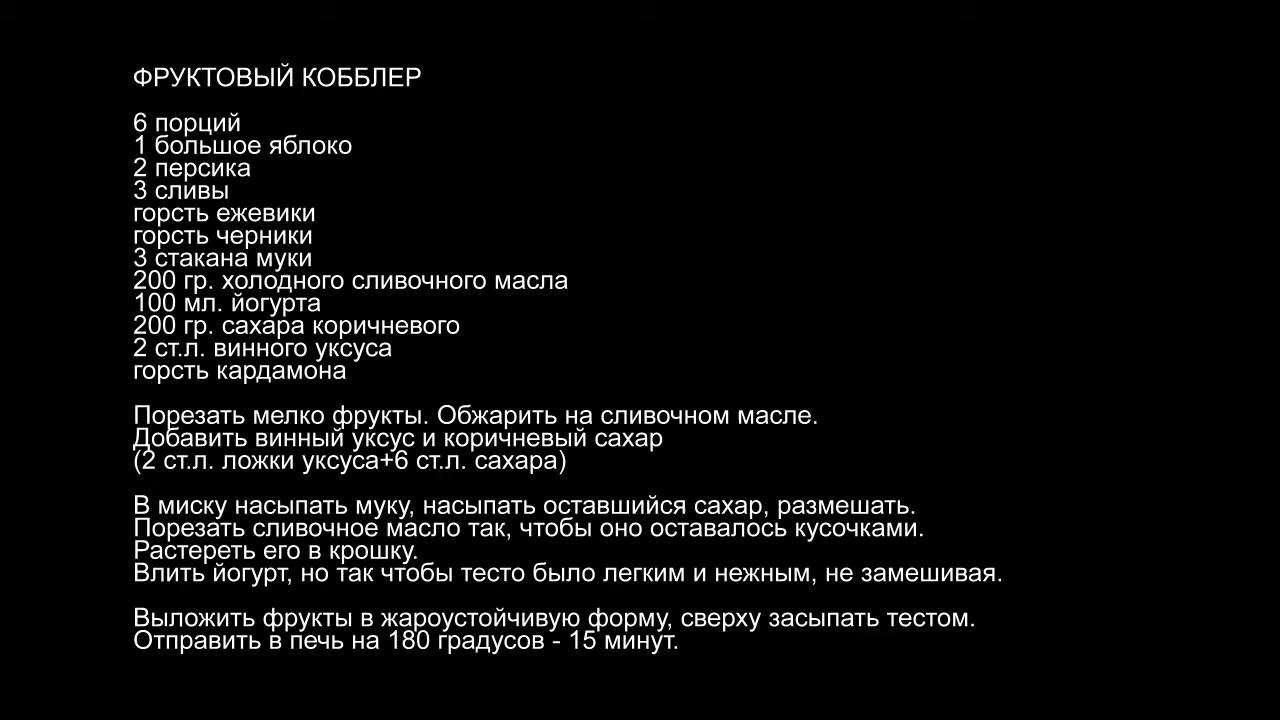 ФРУКТОВЫЙ КОББЛЕР
6 порций
1 большое яблоко
2 персика
3 сливы
горсть ежевики
горсть черники
3 стакана муки
200 гр. холодного сливочного масла
100 мл. йогурта
200 гр. сахара коричневого
2 ст.л. винного уксуса
горсть кардамона
Порезать мелко фрукты. Обжарить на сливочном масле.
Добавить винный уксус и коричневый сахар
(2 ст.л. ложки уксуса+6 ст.л. сахара)
В миску насыпать муку, насыпать оставшийся сахар, размешать.
Порезать сливочное масло так, чтобы оно оставалось кусочками.
Растереть его в крошку.
Влить йогурт, но так чтобы тесто было легким и нежным, не замешивая.
Выложить фрукты в жароустойчивую форму, сверху засыпать тестом.
Отправить в печь на 180 градусов - 15 минут.